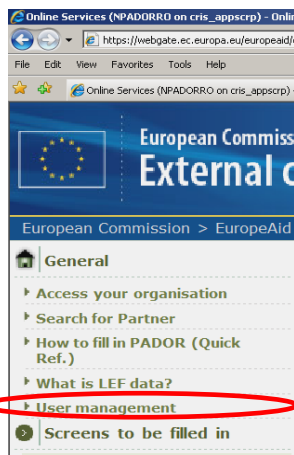 Online Services (NPADORRO on cris_appscrp) - Onli
https://webgate.ec.europa.eu/europeaid/
File Edit View Favorites Tools Help
Online Services (NPADORRO on cris_appscrp)
European Commiss
External c
European Commission > EuropeAid
General
Access your organisation
Search for Partner
How to fill in PADOR (Quick
Ref.)
What is LEF data?
User management
Screens to be filled in